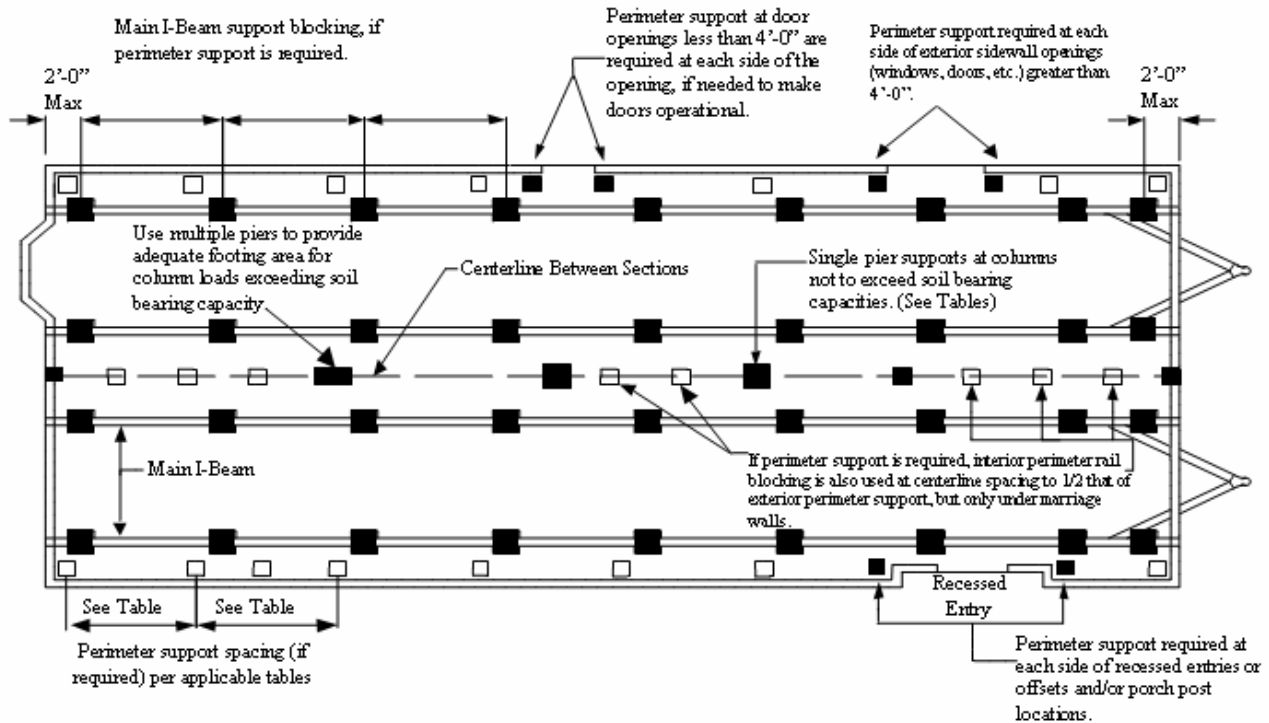 Main I-Beam support blocking, if
perimeter support is required.
2'-0"
Max
Perimeter support at door
openings less than 4'-0" are
required at each side of the
opening, if needed to make
doors operational.
Perimeter support required at each
side of exterior sidewall openings
(windows, doors, etc.) greater than
4'-0".
2'-0"
Max
Use multiple piers to provide
adequate footing area for
column loads exceeding soil
bearing capacity
Centerline Between Sections
Single pier supports at columns
not to exceed soil bearing
capacities. (See Tables)
Main I-Beam
If perimeter support is required, interior perimeter rail
blocking is also used at centerline spacing to 1/2 that of
exterior perimeter support, but only under marriage
walls.
See Table
See Table
Perimeter support spacing (if
required) per applicable tables
Recessed
Entry
Perimeter support required at
each side of recessed entries or
offsets and/or porch post
locations.